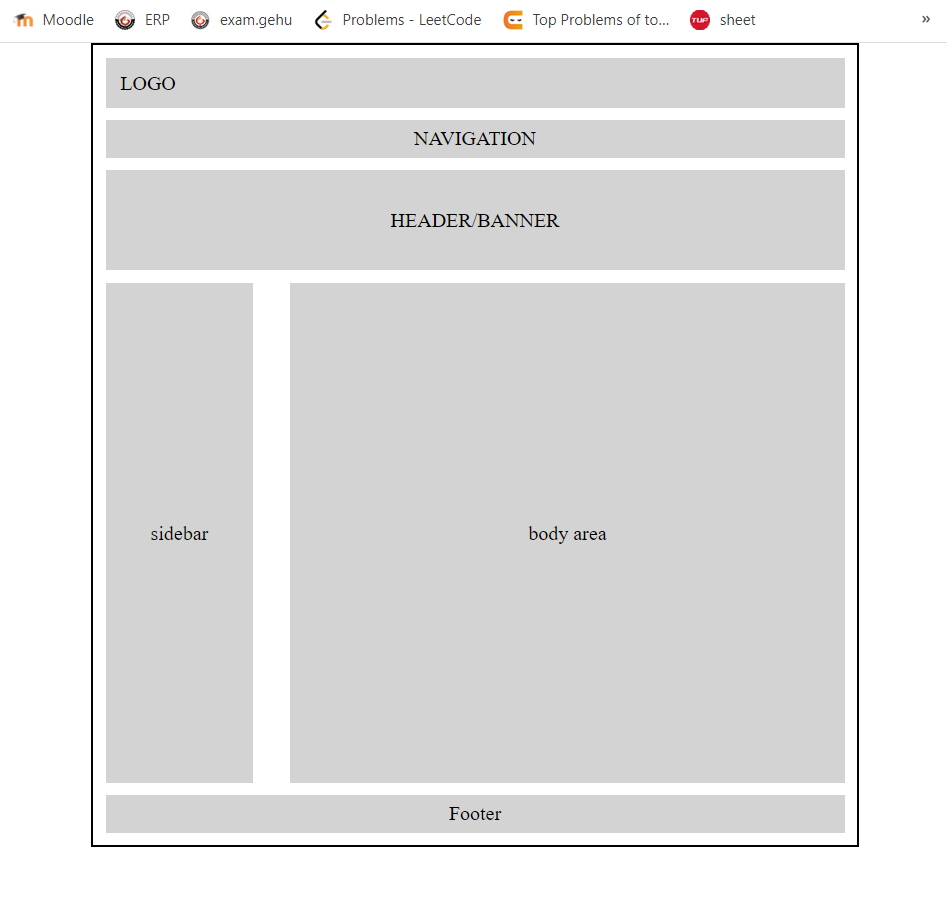 Moodle ERP exam.gehu Problems - LeetCode Top Problems of to... TUF sheet »
LOGO
NAVIGATION
HEADER/BANNER
sidebar body area
Footer